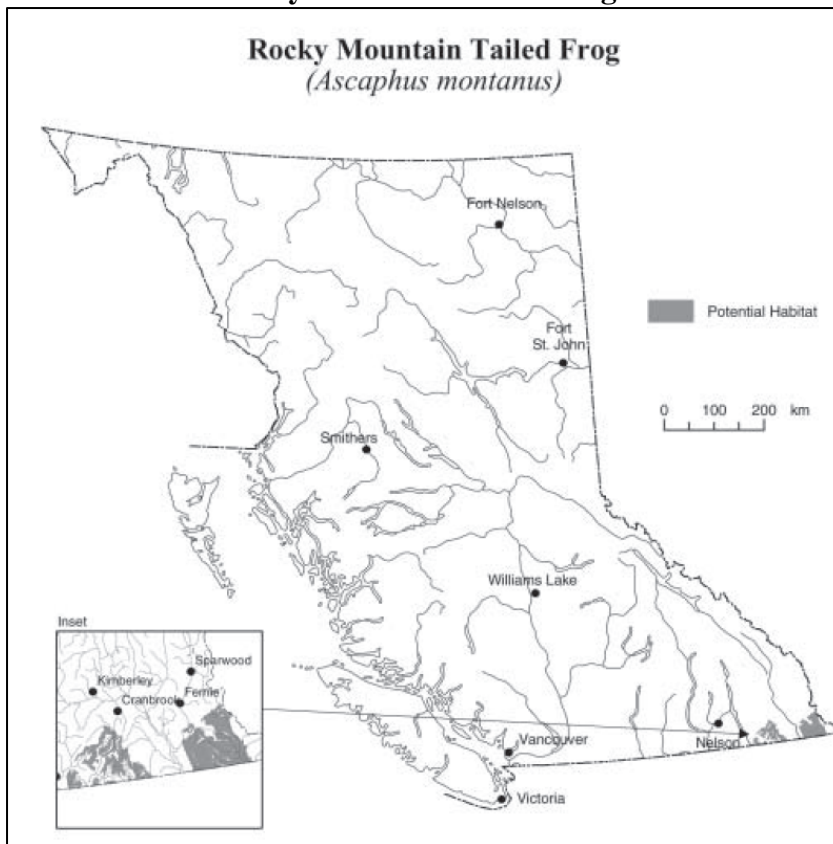 Rocky Mountain Tailed Frog
(Ascaphus montanus)
Fort Nelson
Potential Habitat
Fort
St. John
0 100 200 km
Smithers
Williams Lake
Inset
Sparwood
Kimberley
Fernie
Cranbrook
Nelson
Vancouver
Victoria